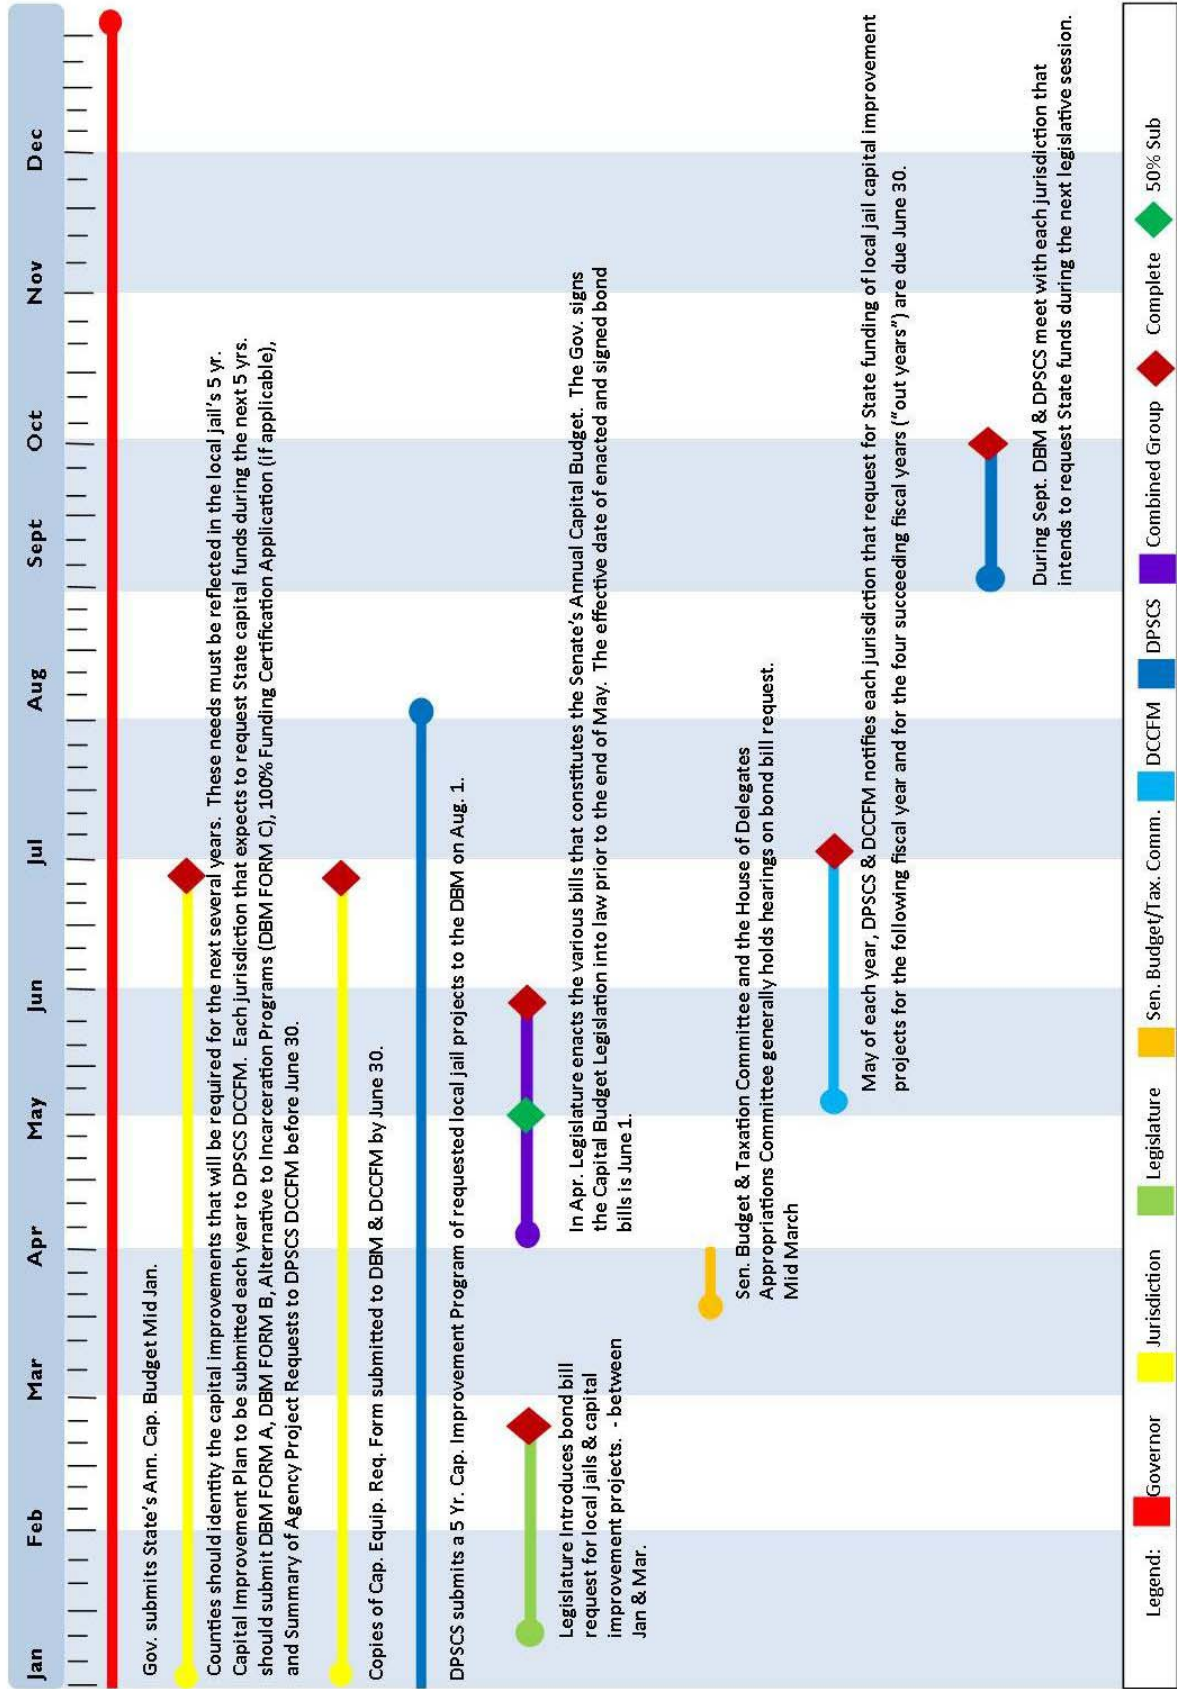 Jan Feb Mar Apr May Jun Jul Aug Sept Oct Nov Dec
Gov. submits State's Ann. Cap. Budget Mid Jan.
Counties should identity the capital improvements that will be required for the next several years. These needs must be reflected in the local jail's 5 yr.
Capital Improvement Plan to be submitted each year to DPSCS DCCFM. Each jurisdiction that expects to request State capital funds during the next 5 yrs.
should submit DBM FORM A, DBM FORM B, Alternative to Incarceration Programs (DBM FORM C), 100% Funding Certification Application (if applicable),
and Summary of Agency Project Requests to DPSCS DCCFM before June 30.
Copies of Cap. Equip. Req. Form submitted to DBM & DCCFM by June 30.
DPSCS submits a 5 Yr. Cap. Improvement Program of requested local jail projects to the DBM on Aug. 1.
Legislature Introduces bond bill
request for local jails & capital
improvement projects. - between
Jan & Mar.
In Apr. Legislature enacts the various bills that constitutes the Senate's Annual Capital Budget. The Gov. signs
the Capital Budget Legislation into law prior to the end of May. The effective date of enacted and signed bond
bills is June 1.
Sen. Budget & Taxation Committee and the House of Delegates
Appropriations Committee generally holds hearings on bond bill request.
Mid March
May of each year, DPSCS & DCCFM notifies each jurisdiction that request for State funding of local jail capital improvement
projects for the following fiscal year and for the four succeeding fiscal years ("out years") are due June 30.
During Sept. DBM & DPSCS meet with each jurisdiction that
intends to request State funds during the next legislative session.
Legend: Governor Jurisdiction Legislature Sen. Budget/Tax. Comm. DCCFM DPSCS Combined Group Complete 50% Sub